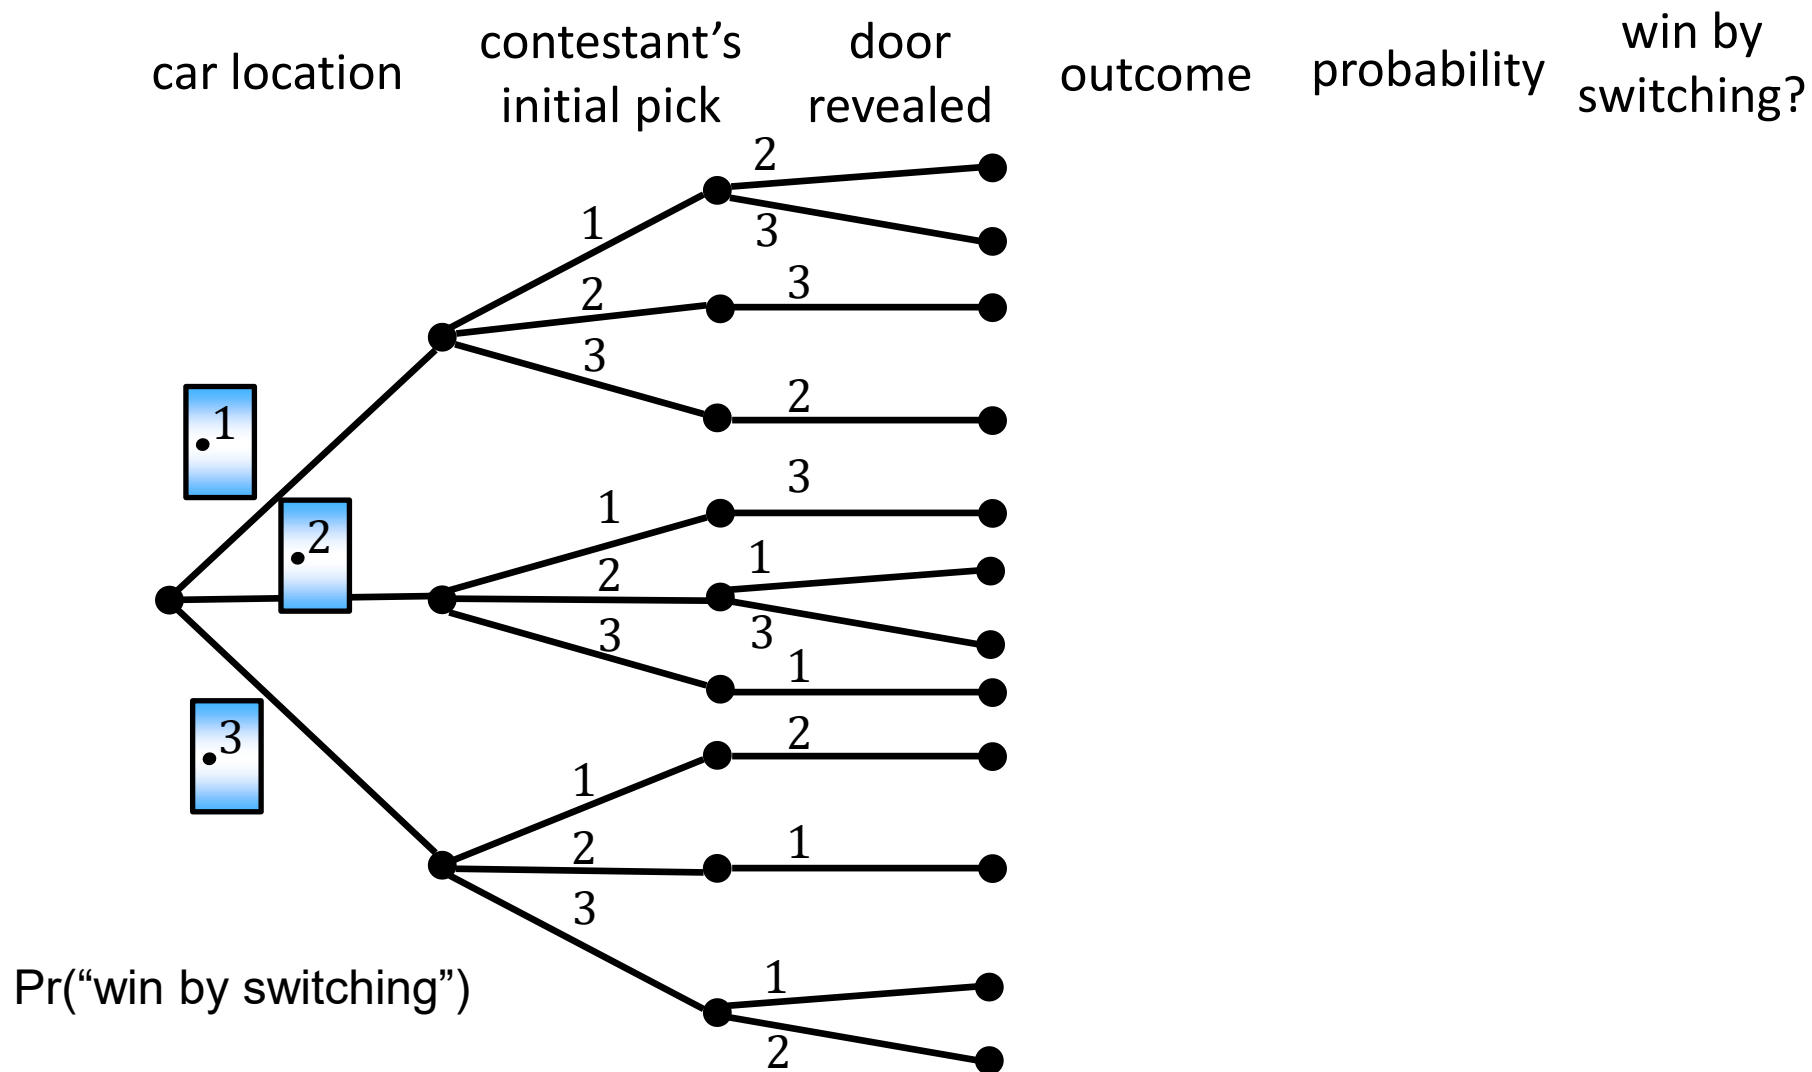 car location
contestant’s
initial pick
door
revealed
outcome
probability
win by
switching?
2
1
3
2
3
3
2
1
3
1
2
2
1
3
3
1
3
2
1
2
1
3
1
2
Pr(“win by switching”)